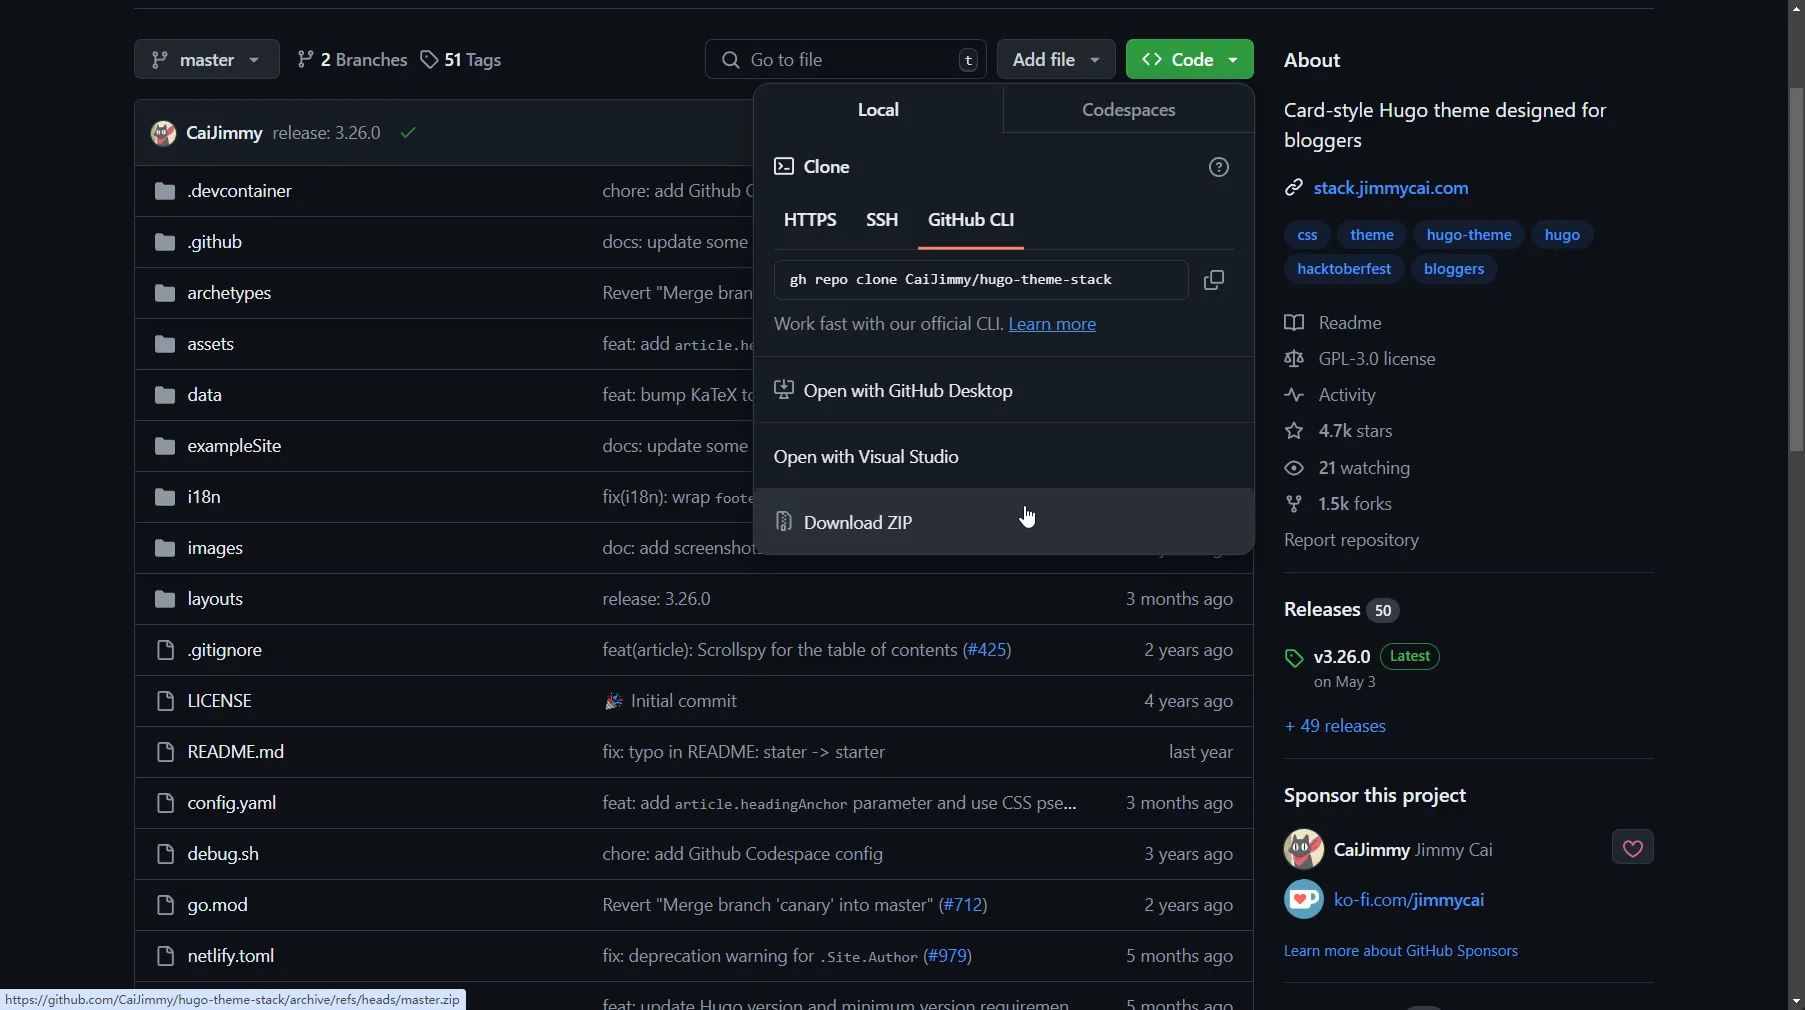 master
2 Branches
51 Tags
Go to file
t
Add file
Code
CaiJimmy release: 3.26.0
.devcontainer
chore: add Github C
.github
docs: update some
archetypes
Revert "Merge bran
assets
feat: add article.he
data
feat: bump KaTeX to
exampleSite
docs: update some
i18n
fix(i18n): wrap foote
images
doc: add screenshot
layouts
release: 3.26.0
3 months ago
.gitignore
feat(article): Scrollspy for the table of contents (#425)
2 years ago
LICENSE
🎉 Initial commit
4 years ago
README.md
fix: typo in README: stater -> starter
last year
config.yaml
feat: add article.headingAnchor parameter and use CSS pse...
3 months ago
debug.sh
chore: add Github Codespace config
3 years ago
go.mod
Revert "Merge branch 'canary' into master" (#712)
2 years ago
netlify.toml
fix: deprecation warning for .Site.Author (#979)
5 months ago
feat: update Hugo version and minimum version requiremen
5 months ago
Local
Codespaces
Clone
HTTPS
SSH
GitHub CLI
gh repo clone CaiJimmy/hugo-theme-stack
Work fast with our official CLI. Learn more
Open with GitHub Desktop
Open with Visual Studio
Download ZIP
About
Card-style Hugo theme designed for
bloggers
stack.jimmycai.com
css theme hugo-theme hugo
hacktoberfest bloggers
Readme
GPL-3.0 license
Activity
4.7k stars
21 watching
1.5k forks
Report repository
Releases 50
v3.26.0 Latest
on May 3
+ 49 releases
Sponsor this project
CaiJimmy Jimmy Cai
ko-fi.com/jimmycai
Learn more about GitHub Sponsors
https://github.com/CaiJimmy/hugo-theme-stack/archive/refs/heads/master.zip